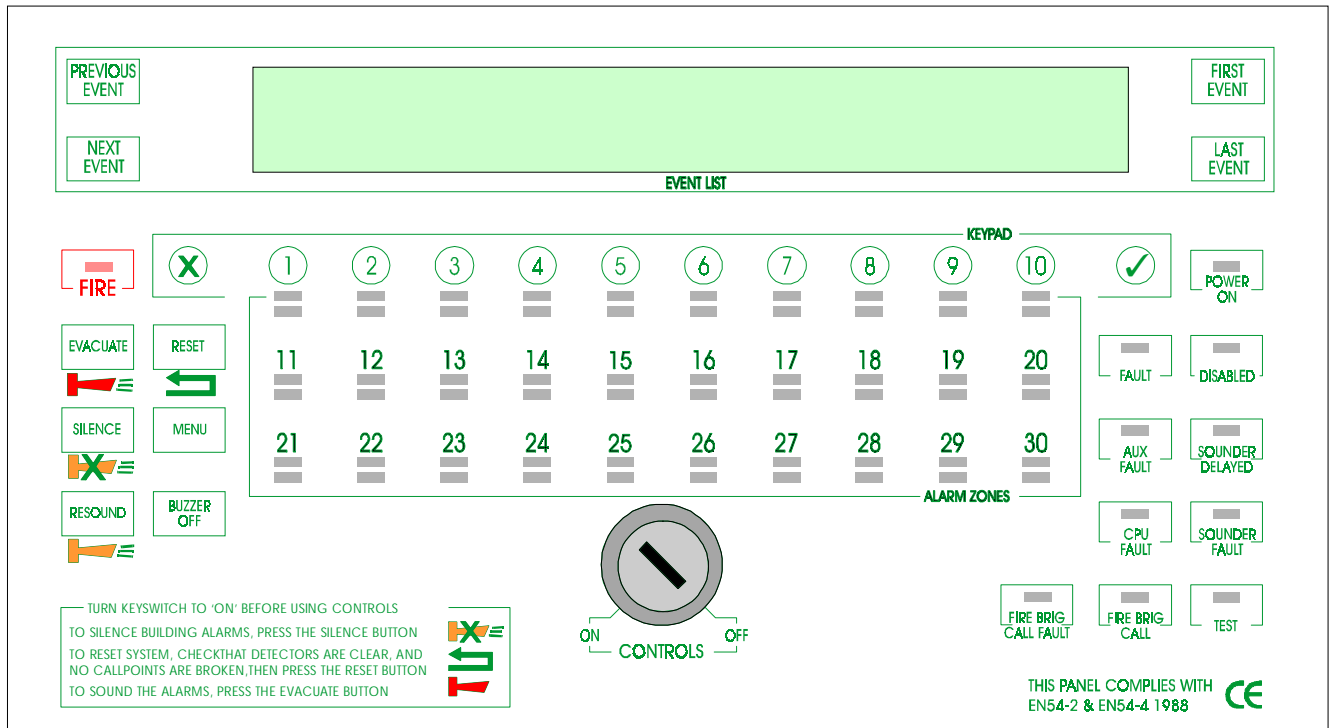 PREVIOUS
EVENT
FIRST
EVENT
NEXT
EVENT
LAST
EVENT
EVENT LIST
KEYPAD
FIRE
X
1 2 3 4 5 6 7 8 9 10
✓
POWER
ON
EVACUATE
RESET
11 12 13 14 15 16 17 18 19 20
FAULT
DISABLED
SILENCE
MENU
21 22 23 24 25 26 27 28 29 30
AUX
FAULT
SOUNDER
DELAYED
ALARM ZONES
RESOUND
BUZZER
OFF
CPU
FAULT
SOUNDER
FAULT
ON
OFF
CONTROLS
FIRE BRIG
CALL FAULT
FIRE BRIG
CALL
TEST
TURN KEYSWITCH TO ‘ON’ BEFORE USING CONTROLS
TO SILENCE BUILDING ALARMS, PRESS THE SILENCE BUTTON
TO RESET SYSTEM, CHECKTHAT DETECTORS ARE CLEAR, AND
NO CALLPOINTS ARE BROKEN,THEN PRESS THE RESET BUTTON
TO SOUND THE ALARMS, PRESS THE EVACUATE BUTTON
THIS PANEL COMPLIES WITH
EN54-2 & EN54-4 1988
CE